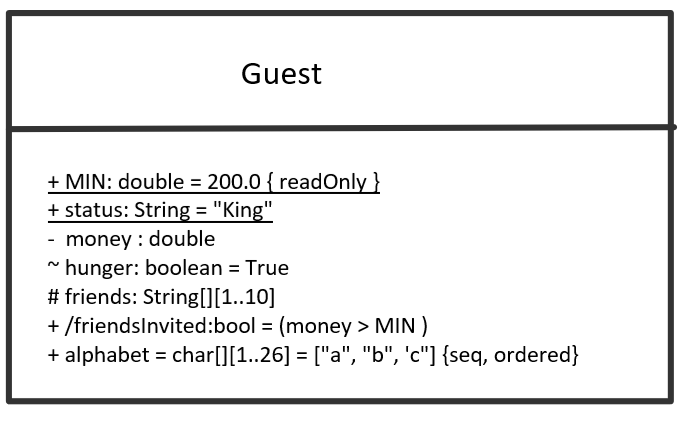 Guest
+ MIN: double = 200.0 { readOnly }
+ status: String = "King"
- money : double
~ hunger: boolean = True
# friends: String[][1..10]
+ /friendsInvited:bool = (money > MIN )
+ alphabet = char[][1..26] = ["a", "b", 'c"] {seq, ordered}